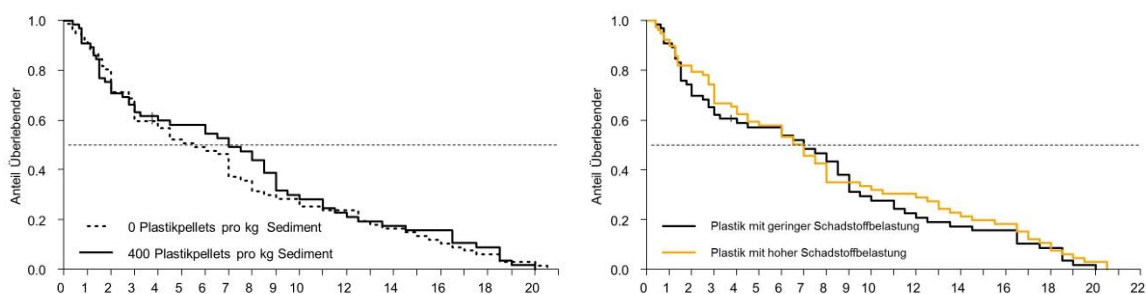 Anteil Überlebender
1.0
0.8
0.6
0.4
0.2
0.0
0 Plastikpellets pro kg Sediment
400 Plastikpellets pro kg Sediment
0 1 2 3 4 5 6 7 8 9 10 11 12 14 16 18 20
Anteil Überlebender
1.0
0.8
0.6
0.4
0.2
0.0
Plastik mit geringer Schadstoffbelastung
Plastik mit hoher Schadstoffbelastung
0 1 2 3 4 5 6 7 8 9 10 11 12 14 16 18 20 22